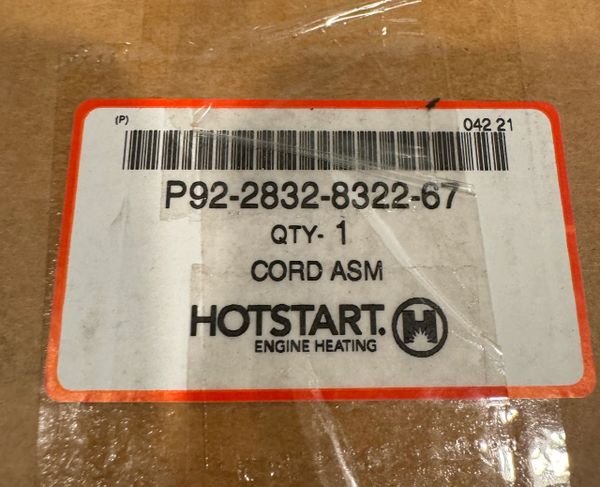 (P)
042 21
P92-2832-8322-67
QTY- 1
CORD ASM
HOTSTART.
ENGINE HEATING
H